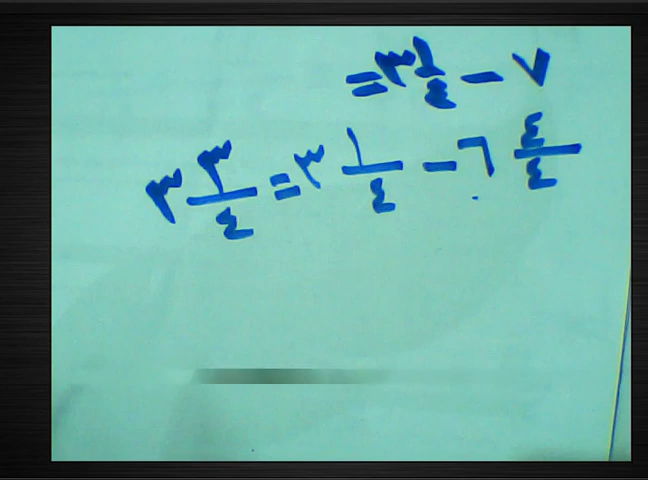 ٧ - ٣ ١/٤ =
٦ ٤/٤ - ٣ ١/٤ = ٣ ٣/٤